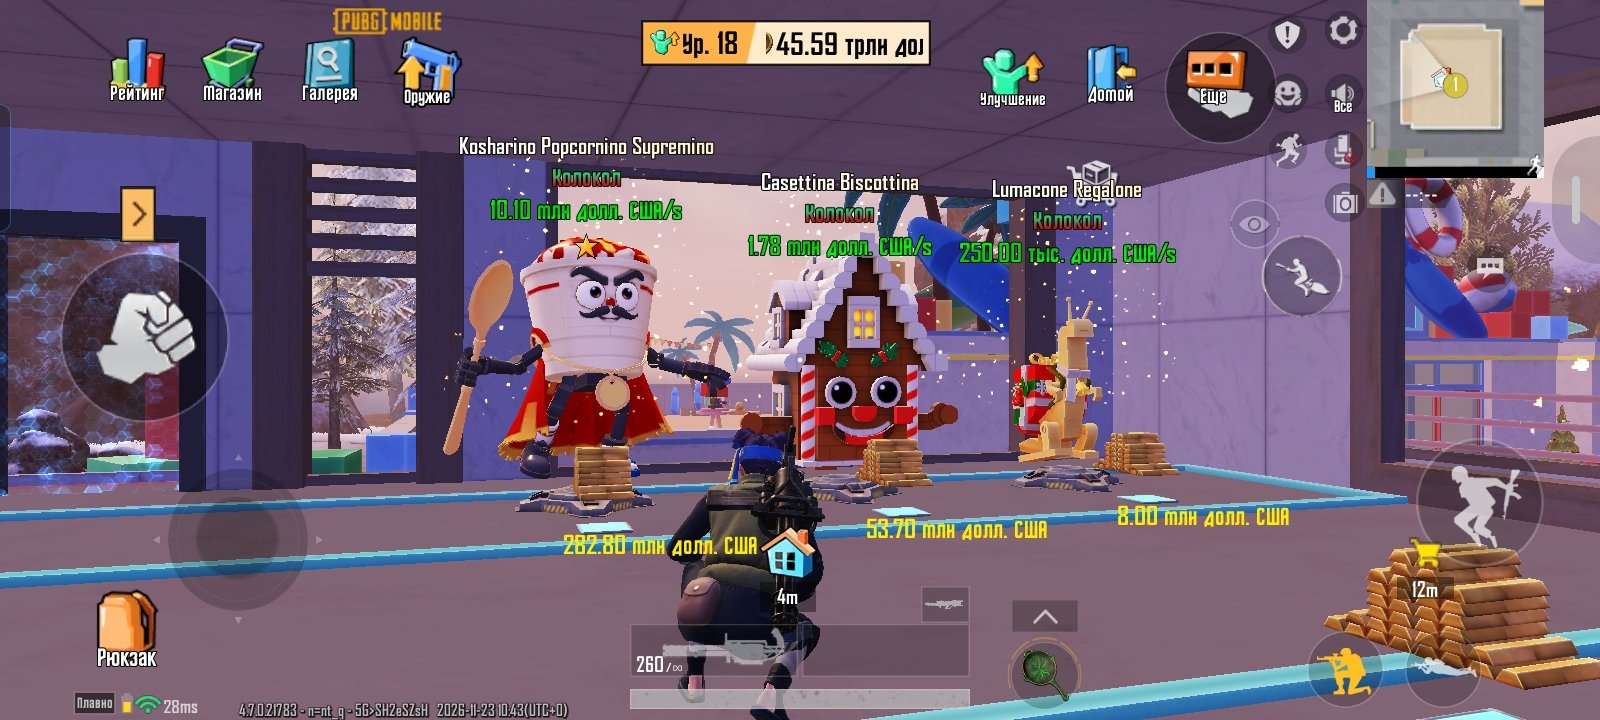 PUBG MOBILE
Ур. 18
45.59 трлн дол
Рейтинг
Магазин
Галерея
Оружие
Улучшение
Домой
Еще
Все
1
Kosharino Popcornino Supremino
Колокол
10.10 млн долл. США/s
Casettina Biscottina
Колокол
1.78 млн долл. США/s
Lumacone Regalone
Колокол
250.00 тыс. долл. США/s
282.80 млн долл. США
53.70 млн долл. США
8.00 млн долл. США
4m
12m
260/∞
Рюкзак
Плавно
28ms
4.7.0.21783 - n=nt_q - 5G>SH2eSZsH 2026-11-23 10:43(UTC+0)